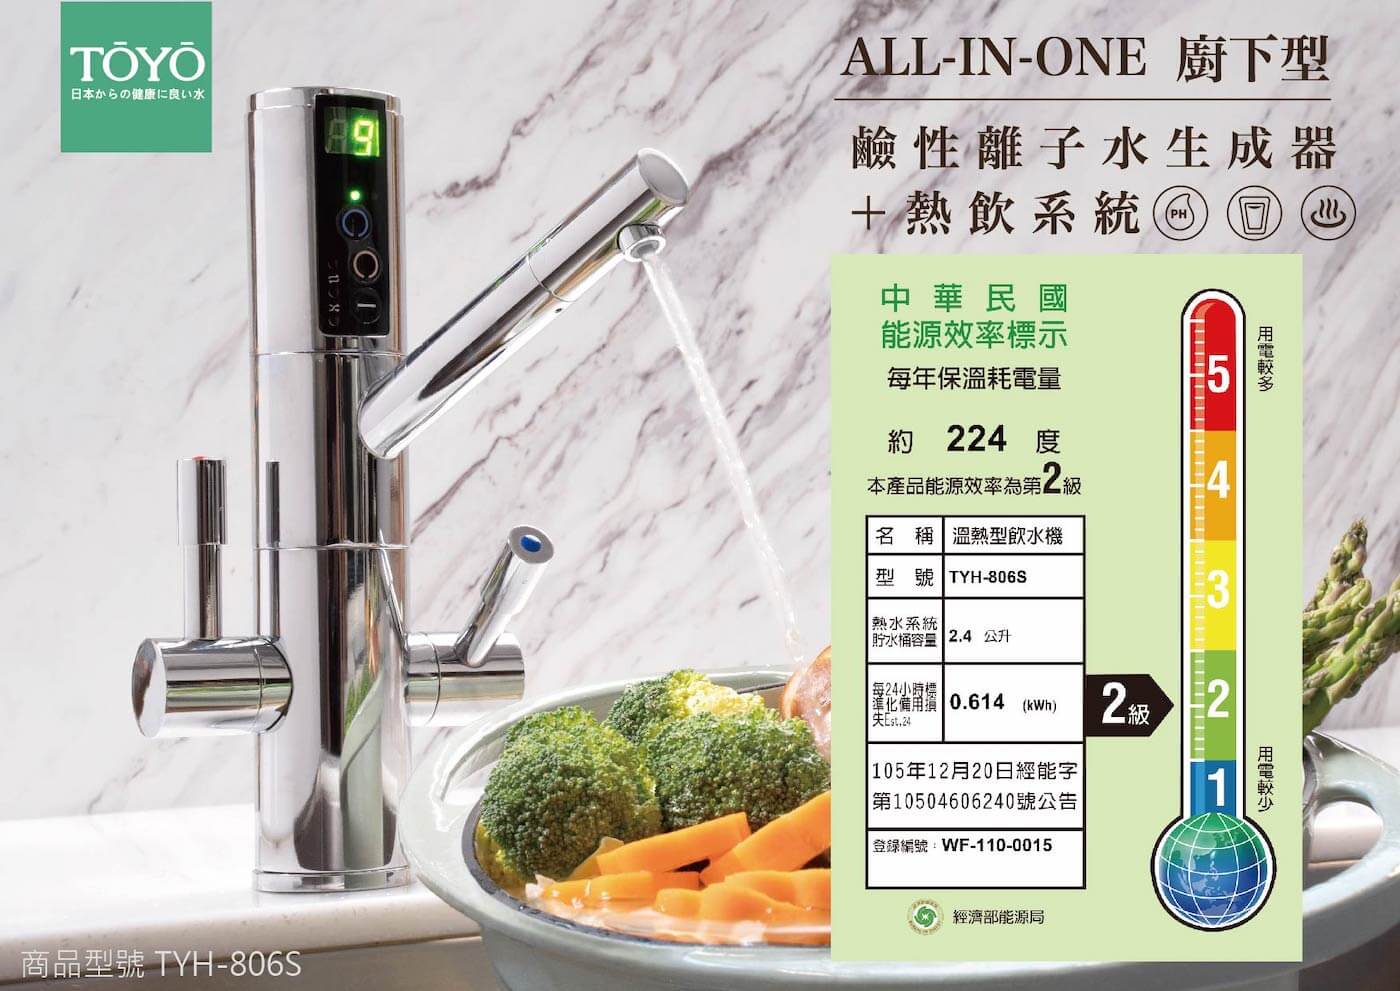 TŌYŌ
日本からの健康に良い水
ALL-IN-ONE 廚下型
鹼性離子水生成器
＋熱飲系統
PH
9
中華民國
能源效率標示
每年保溫耗電量
約 224 度
本產品能源效率為第2級
名稱 溫熱型飲水機
型號 TYH-806S
熱水系統
貯水桶容量 2.4 公升
每24小時標
準化備用損
失Est,24 0.614 (kWh)
105年12月20日經能字
第10504606240號公告
登錄編號：WF-110-0015
經濟部能源局
2級
用電較多
5
4
3
2
1
用電較少
商品型號 TYH-806S